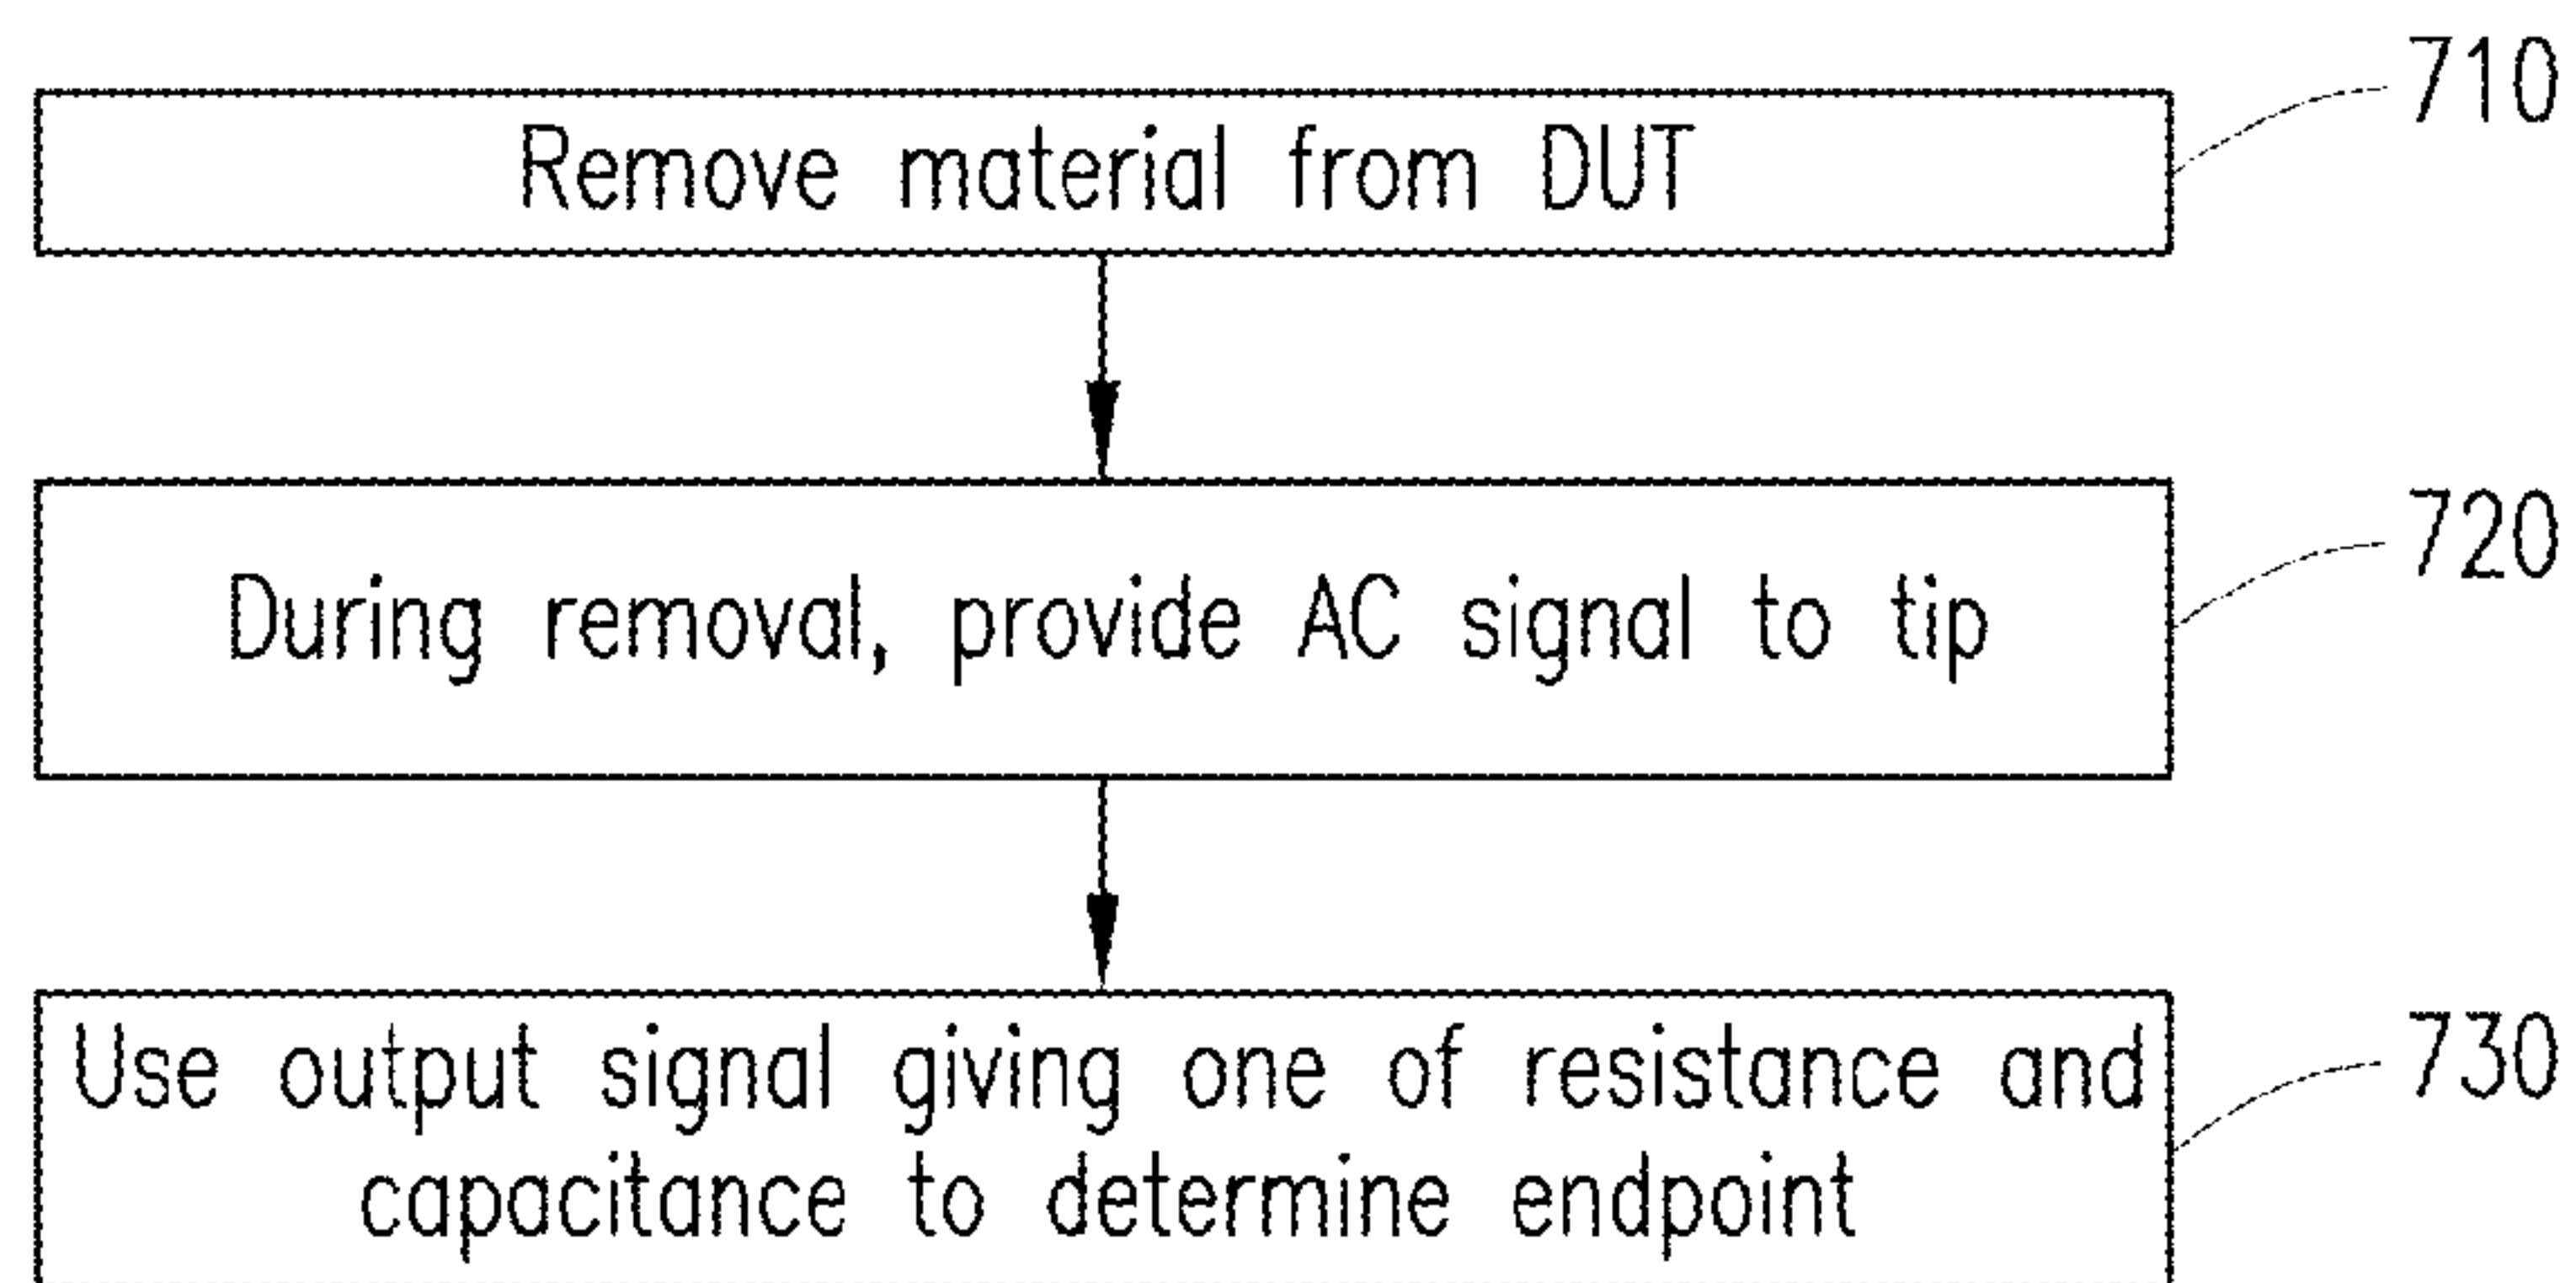 710
Remove material from DUT
720
During removal, provide AC signal to tip
730
Use output signal giving one of resistance and
capacitance to determine endpoint